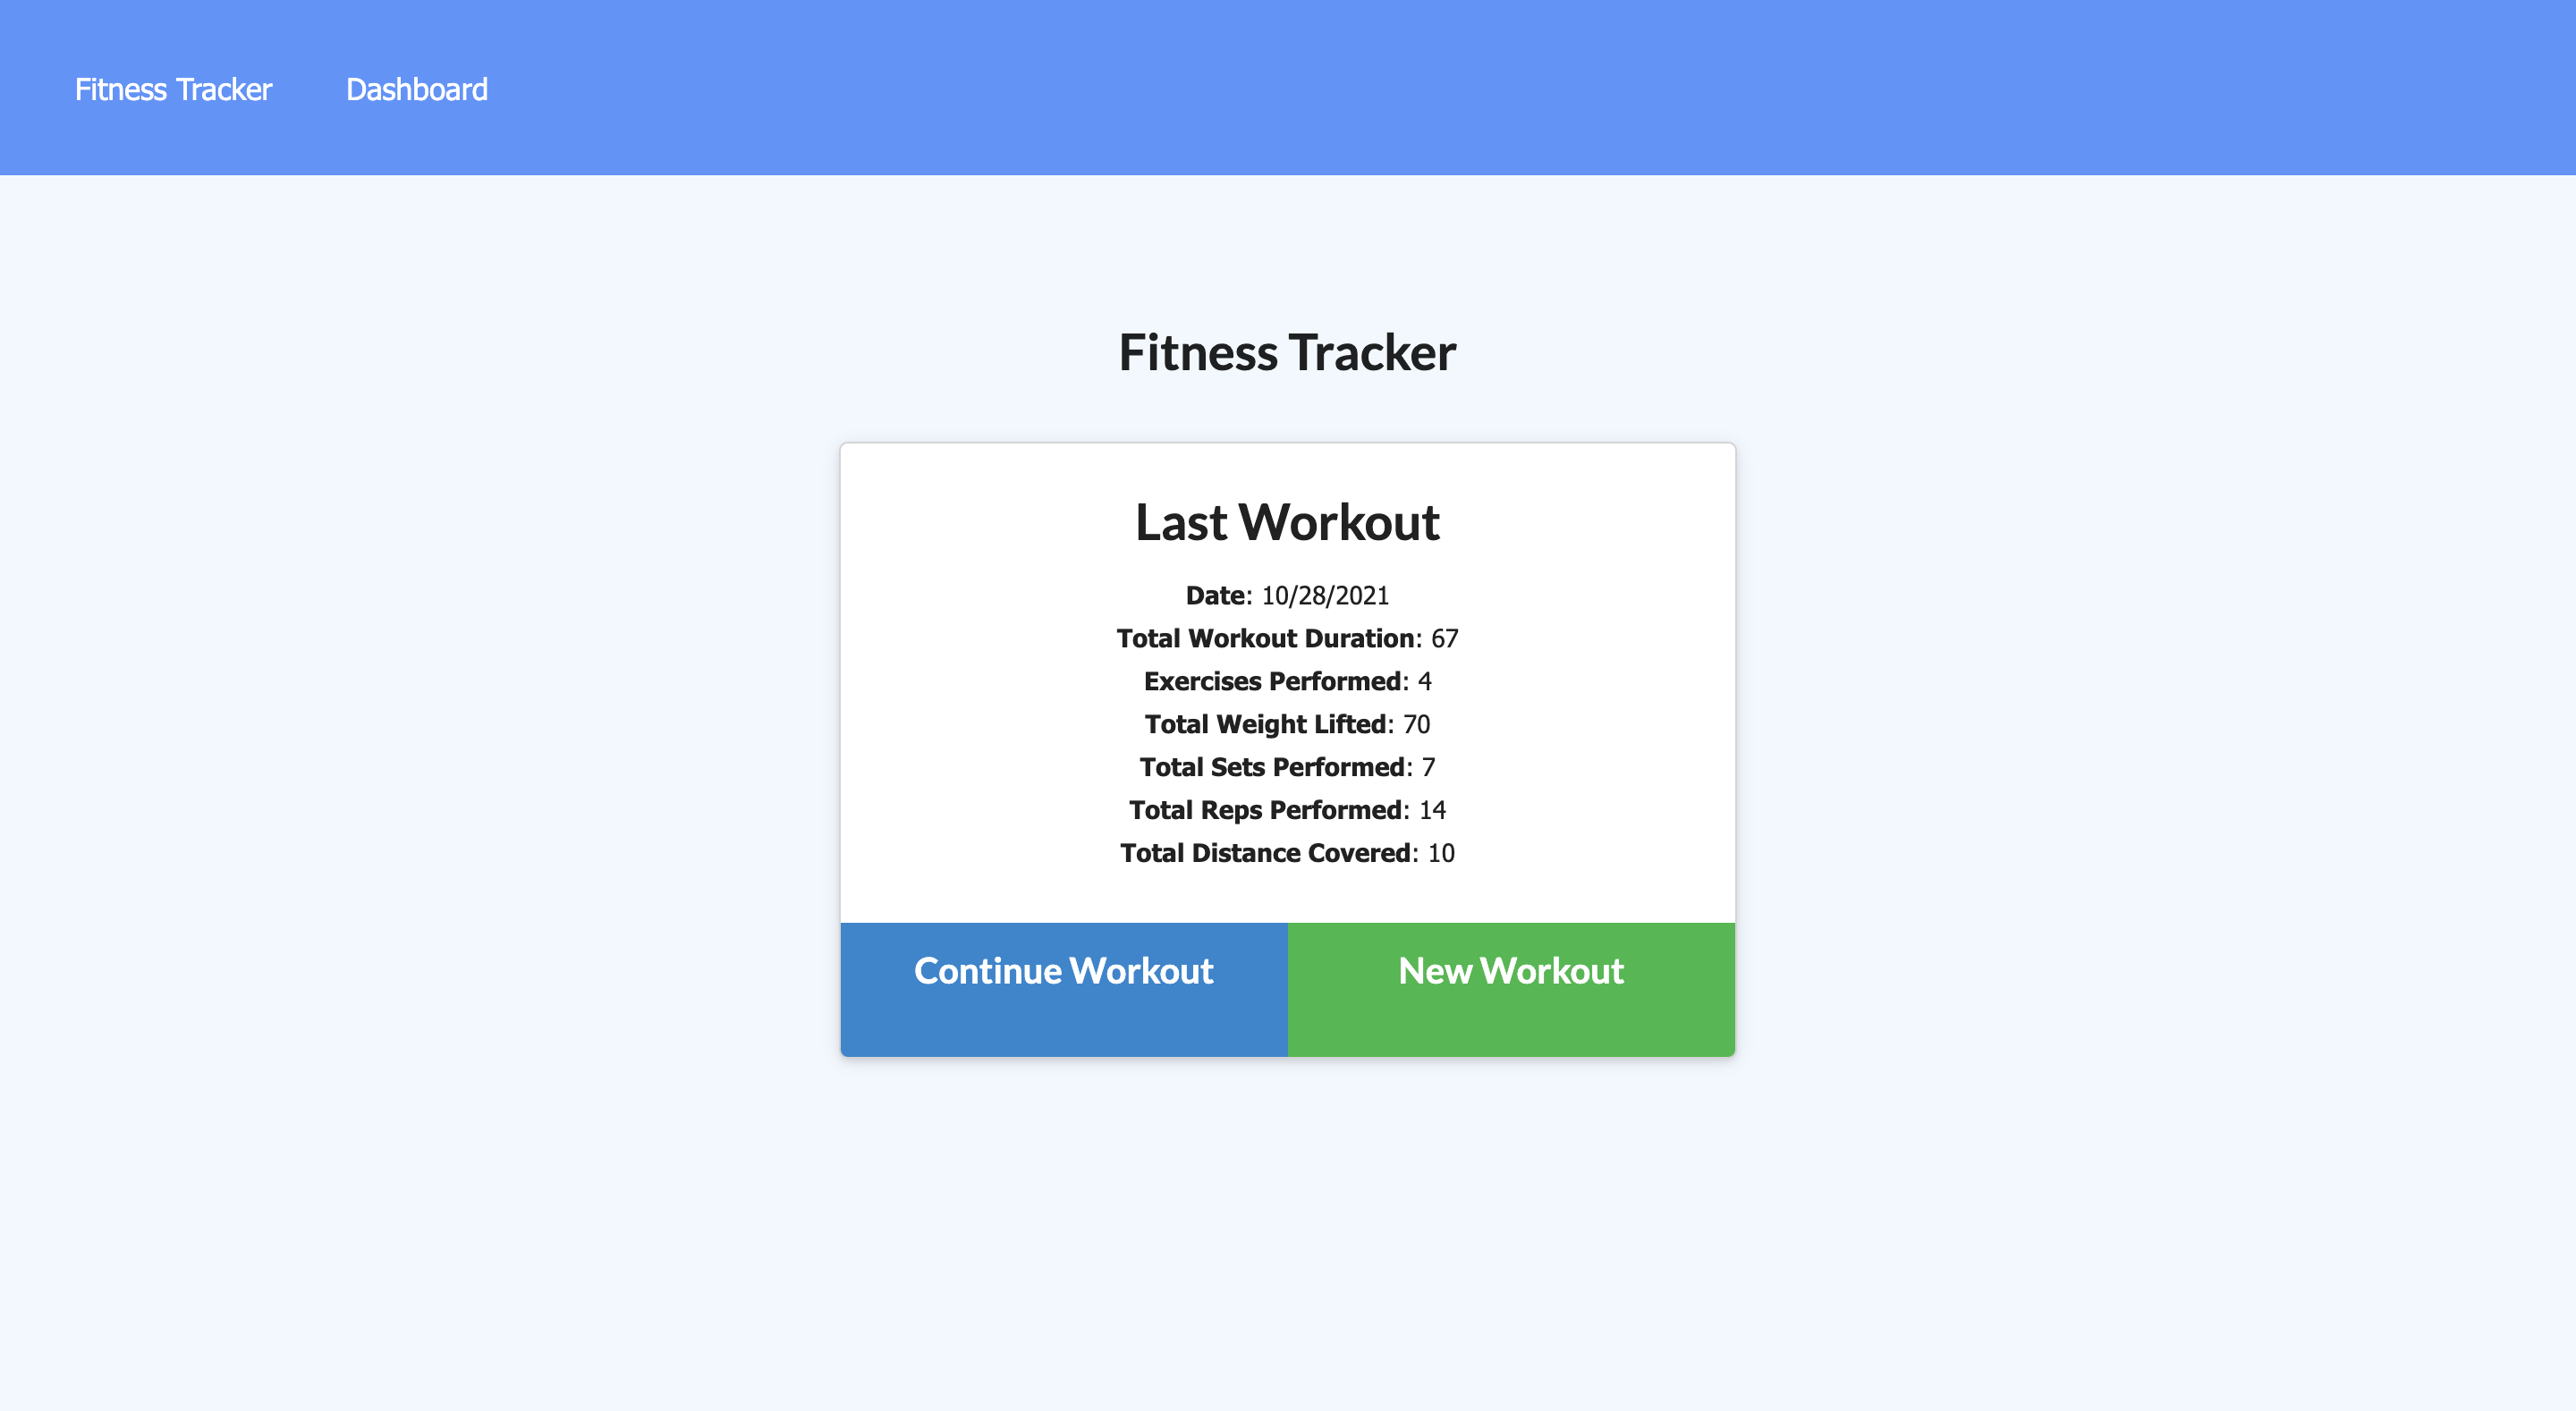 Fitness Tracker Dashboard
Fitness Tracker
Last Workout
Date: 10/28/2021
Total Workout Duration: 67
Exercises Performed: 4
Total Weight Lifted: 70
Total Sets Performed: 7
Total Reps Performed: 14
Total Distance Covered: 10
Continue Workout New Workout